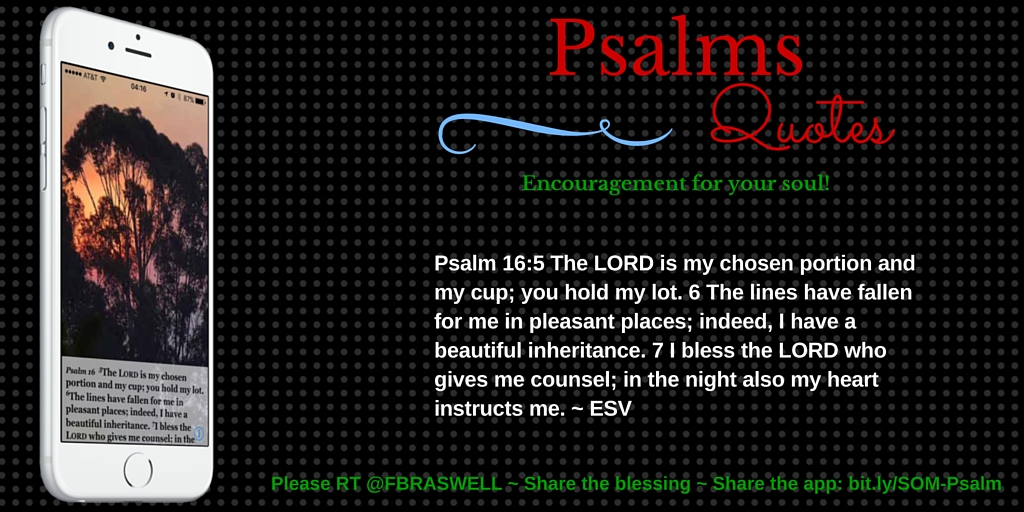 Psalms
Quotes
Encouragement for your soul!
Psalm 16:5 The LORD is my chosen portion and
my cup; you hold my lot. 6 The lines have fallen
for me in pleasant places; indeed, I have a
beautiful inheritance. 7 I bless the LORD who
gives me counsel; in the night also my heart
instructs me. ~ ESV
AT&T 04:16 87%
Psalm 16 5The LORD is my chosen
portion and my cup; you hold my lot.
6The lines have fallen for me in
pleasant places; indeed, I have a
beautiful inheritance. 7I bless the
LORD who gives me counsel; in the
Please RT @FBRASWELL ~ Share the blessing ~ Share the app: bit.ly/SOM-Psalm